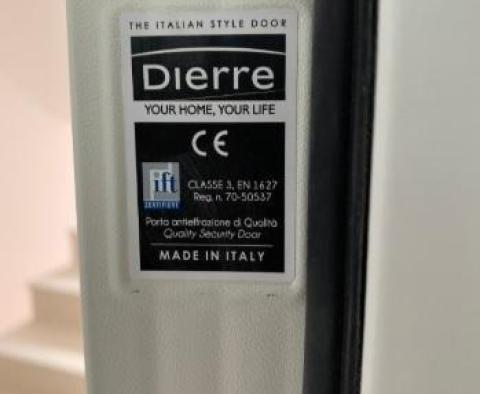 THE ITALIAN STYLE DOOR
Dierre
YOUR HOME, YOUR LIFE
CE
ift
CLASSE 3, EN 1627
Reg. n. 70-50537
Porta antieffrazione di Qualità
Quality Security Door
MADE IN ITALY